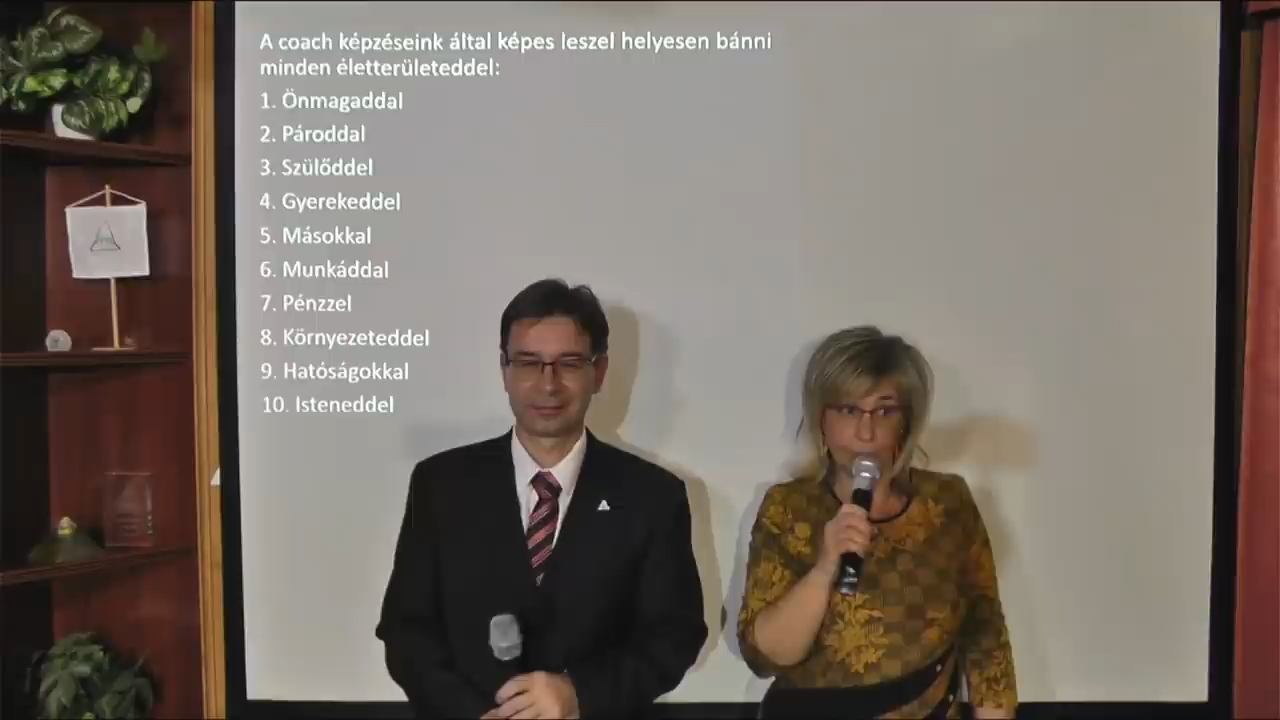 A coach képzéseink által képes leszel helyesen bánni
minden életterületeddel:
1. Önmagaddal
2. Pároddal
3. Szülőddel
4. Gyerekeddel
5. Másokkal
6. Munkáddal
7. Pénzzel
8. Környezeteddel
9. Hatóságokkal
10. Isteneddel